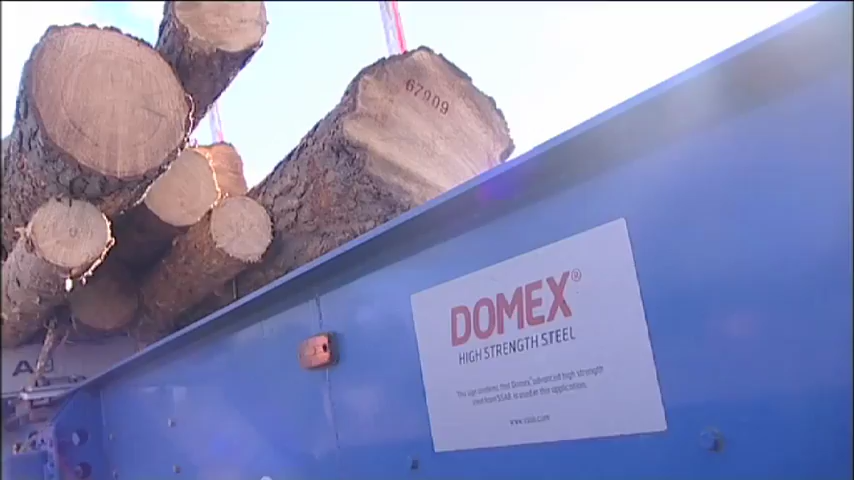 67909
DOMEX®
HIGH STRENGTH STEEL
This sign confirms that Domex® advanced high strength
steel from SSAB is used in this application.
www.ssab.com